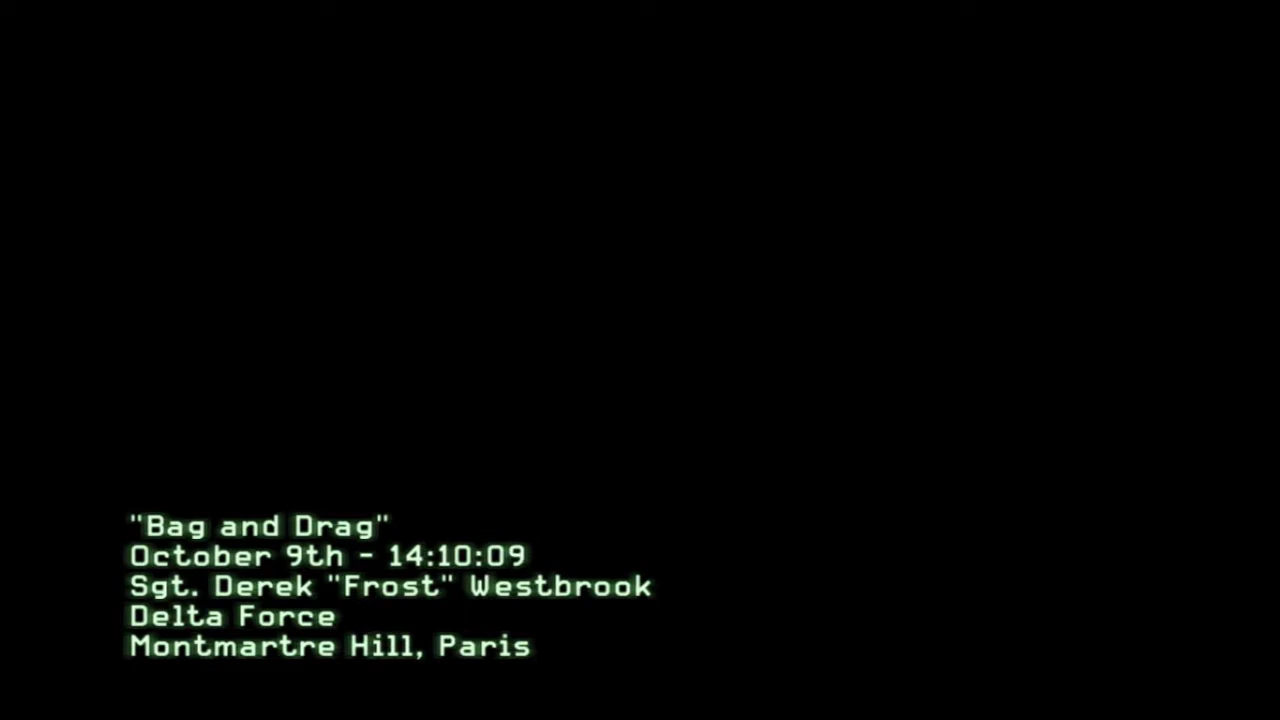 "Bag and Drag"
October 9th - 14:10:09
Sgt. Derek "Frost" Westbrook
Delta Force
Montmartre Hill, Paris